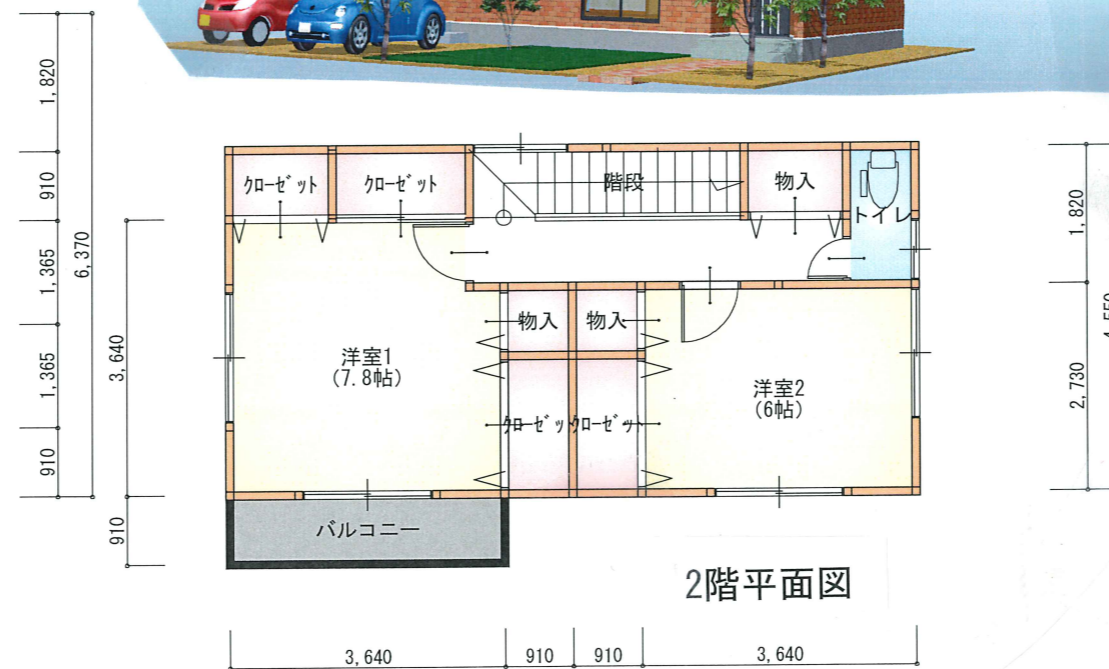 1,820
910
6,370
1,365
3,640
1,365
910
910
クローゼット
クローゼット
階段
物入
トイレ
1,820
物入
物入
洋室1
(7.8帖)
洋室2
(6帖)
2,730
クローゼッ
クローゼット
バルコニー
2階平面図
3,640
910
910
3,640